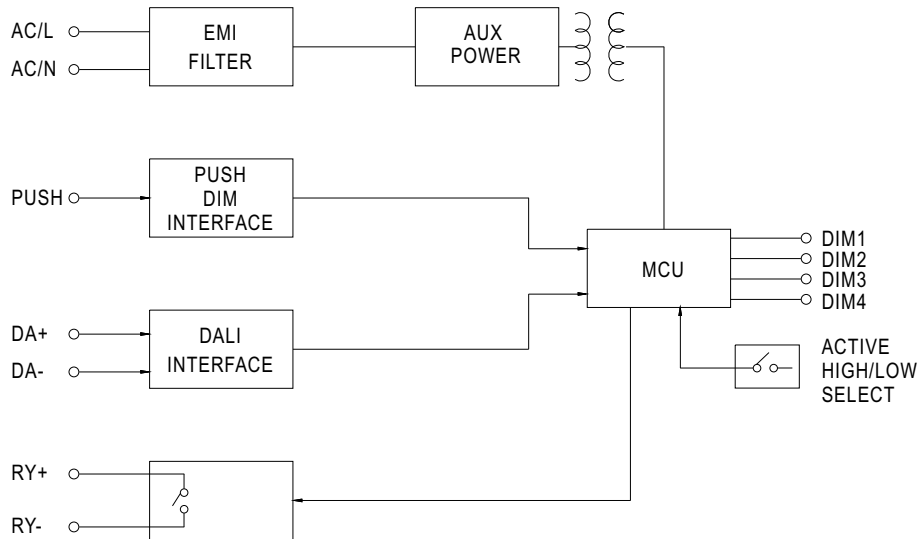 AC/L
AC/N
EMI
FILTER
AUX
POWER
PUSH
PUSH
DIM
INTERFACE
MCU
DIM1
DIM2
DIM3
DIM4
DA+
DA-
DALI
INTERFACE
ACTIVE
HIGH/LOW
SELECT
RY+
RY-